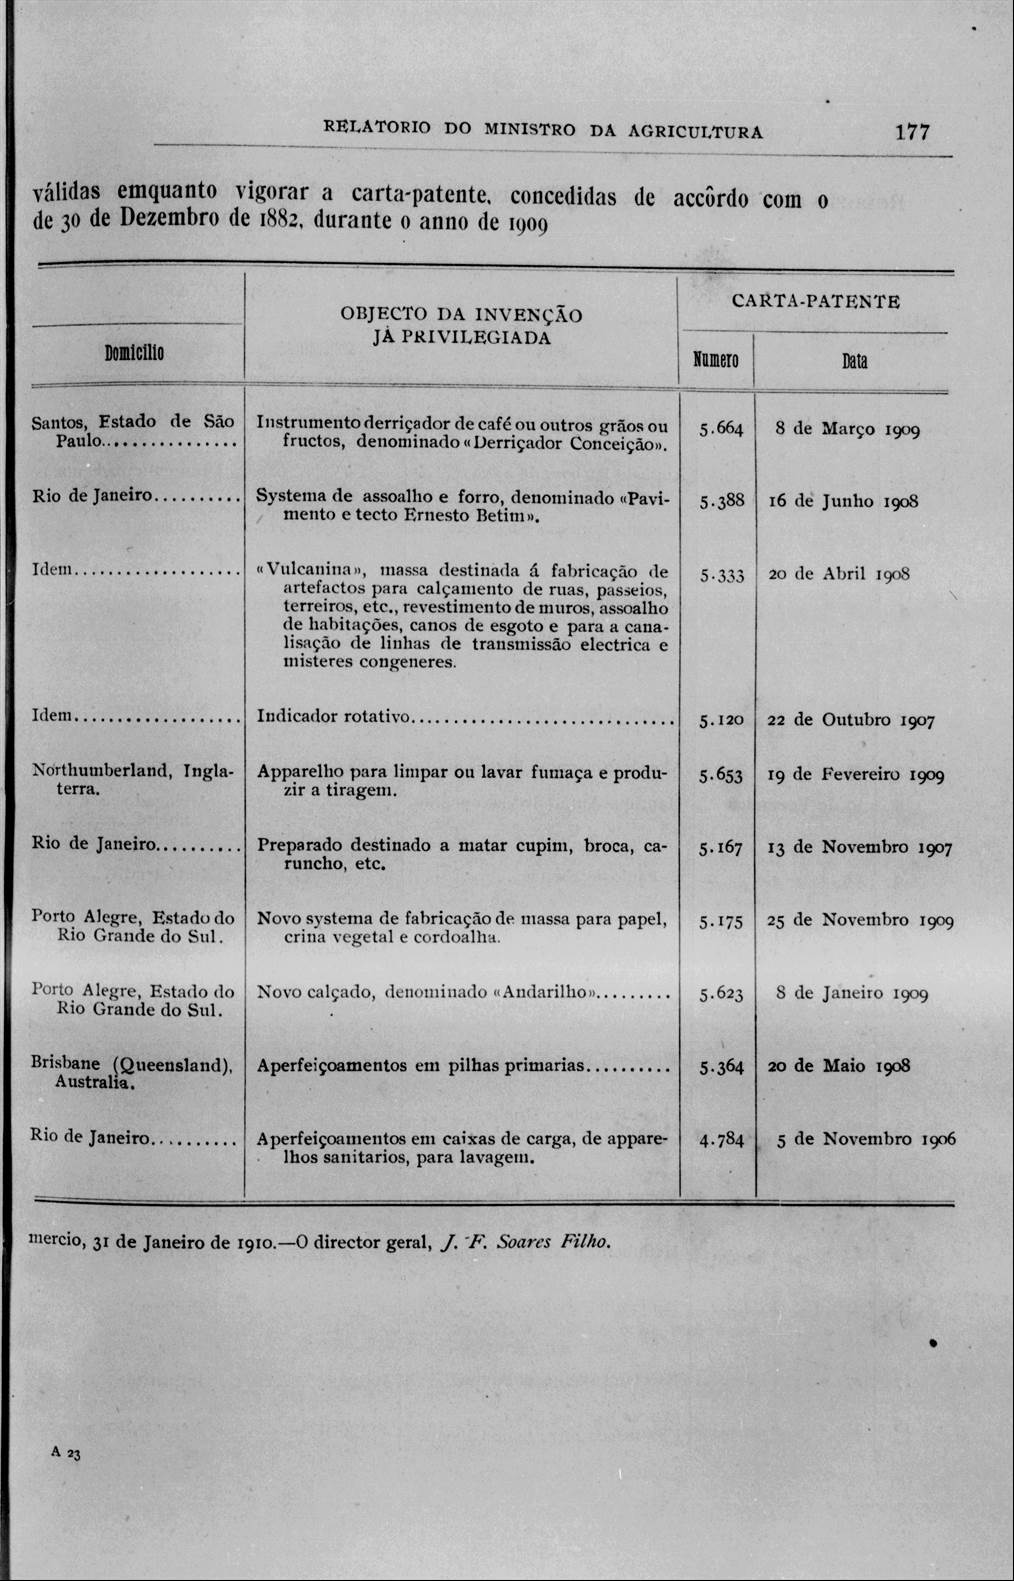 RELATORIO DO MINISTRO DA AGRICULTURA 177
válidas emquanto vigorar a carta-patente, concedidas de accôrdo com o
de 30 de Dezembro de 1882, durante o anno de 1909
Domicilio
OBJECTO DA INVENÇÃO
JÁ PRIVILEGIADA
CARTA-PATENTE
Numero Data
Santos, Estado de São Instrumento derriçador de café ou outros grãos ou 5.664 8 de Março 1909
Paulo................ fructos, denominado «Derriçador Conceição».
Rio de Janeiro.......... Systema de assoalho e forro, denominado «Pavi- 5.388 16 de Junho 1908
mento e tecto Ernesto Betim».
Idem.................... «Vulcanina», massa destinada á fabricação de 5.333 20 de Abril 1908
artefactos para calçamento de ruas, passeios,
terreiros, etc., revestimento de muros, assoalho
de habitações, canos de esgoto e para a cana-
lisação de linhas de transmissão electrica e
misteres congeneres.
Idem.................... Indicador rotativo............................... 5.120 22 de Outubro 1907
Northumberland, Ingla- Apparelho para limpar ou lavar fumaça e produ- 5.653 19 de Fevereiro 1909
terra. zir a tiragem.
Rio de Janeiro.......... Preparado destinado a matar cupim, broca, ca- 5.167 13 de Novembro 1907
runcho, etc.
Porto Alegre, Estado do Novo systema de fabricação de massa para papel, 5.175 25 de Novembro 1909
Rio Grande do Sul. crina vegetal e cordoalha.
Porto Alegre, Estado do Novo calçado, denominado «Andarilho»......... 5.623 8 de Janeiro 1909
Rio Grande do Sul.
Brisbane (Queensland), Aperfeiçoamentos em pilhas primarias.......... 5.364 20 de Maio 1908
Australia.
Rio de Janeiro.......... Aperfeiçoamentos em caixas de carga, de appare- 4.784 5 de Novembro 1906
lhos sanitarios, para lavagem.
mercio, 31 de Janeiro de 1910.—O director geral, J. F. Soares Filho.
A 23